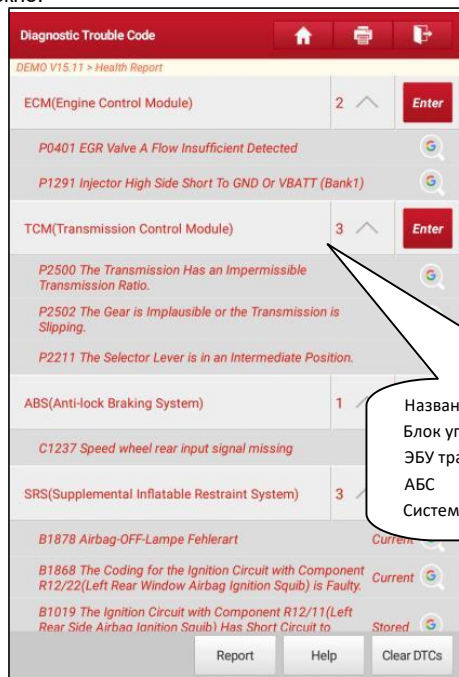 Diagnostic Trouble Code
DEMO V15.11 > Health Report
ECM(Engine Control Module) 2 Enter
P0401 EGR Valve A Flow Insufficient Detected
P1291 Injector High Side Short To GND Or VBATT (Bank1)
TCM(Transmission Control Module) 3 Enter
P2500 The Transmission Has an Impermissible
Transmission Ratio.
P2502 The Gear is Implausible or the Transmission is
Slipping.
P2211 The Selector Lever is in an Intermediate Position.
ABS(Anti-lock Braking System) 1
Назван
Блок уп
ЭБУ тра
АБС
Систем
C1237 Speed wheel rear input signal missing
SRS(Supplemental Inflatable Restraint System) 3
B1878 Airbag-OFF-Lampe Fehlerart Current
B1868 The Coding for the Ignition Circuit with Component
R12/22(Left Rear Window Airbag Ignition Squib) is Faulty. Current
B1019 The Ignition Circuit with Component R12/11(Left
Rear Side Airbag Ignition Squib) Has Short Circuit to Stored
Report Help Clear DTCs